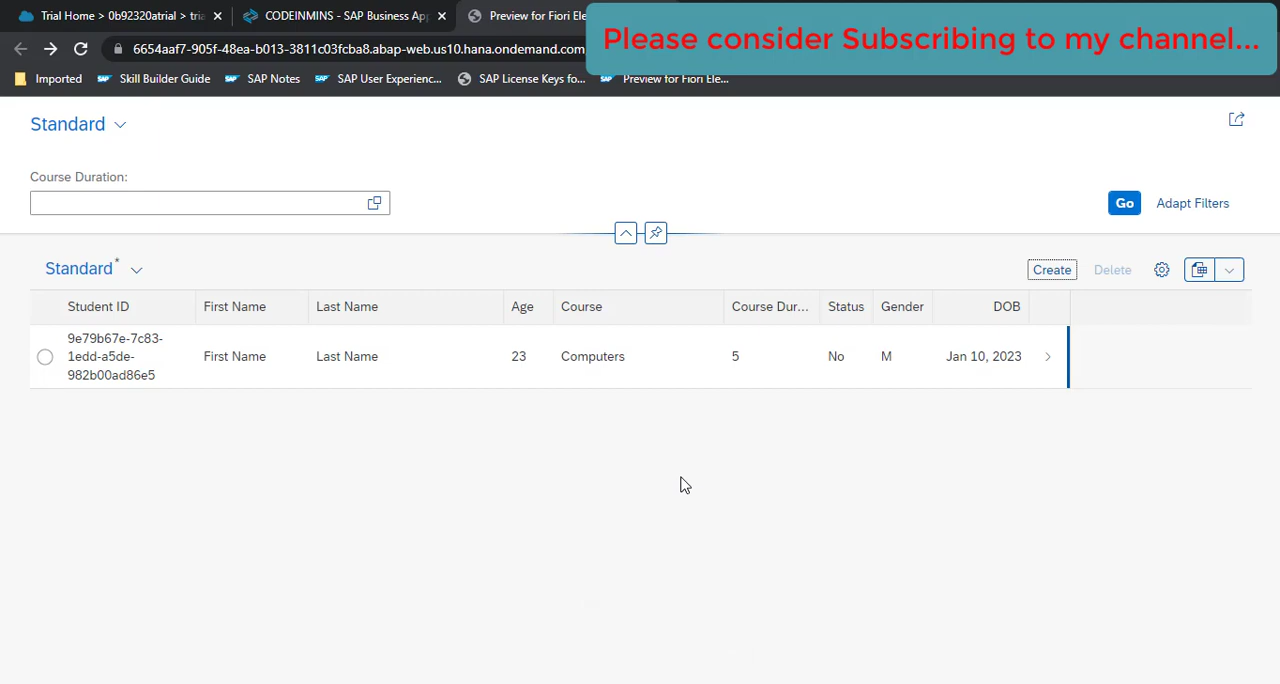 Trial Home > 0b92320atrial > tria
CODEINMINS - SAP Business App
Preview for Fiori Ele
Please consider Subscribing to my channel...
6654aaf7-905f-48ea-b013-3811c03fcba8.abap-web.us10.hana.ondemand.com
Imported
Skill Builder Guide
SAP Notes
SAP User Experienc...
SAP License Keys fo...
Preview for Fiori Ele...
Standard
Course Duration:
Go
Adapt Filters
Standard*
Create
Delete
Student ID First Name Last Name Age Course Course Dur... Status Gender DOB
9e79b67e-7c83-
1edd-a5de-
982b00ad86e5
First Name Last Name 23 Computers 5 No M Jan 10, 2023